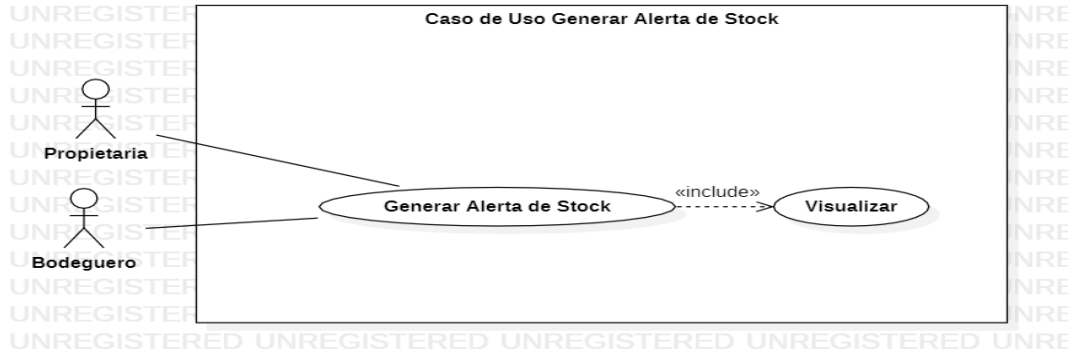 Caso de Uso Generar Alerta de Stock
Propietaria
Bodeguero
Generar Alerta de Stock
«include»
Visualizar
UNREGISTERED UNREGISTERED UNREGISTERED UNREGISTERED UNRE